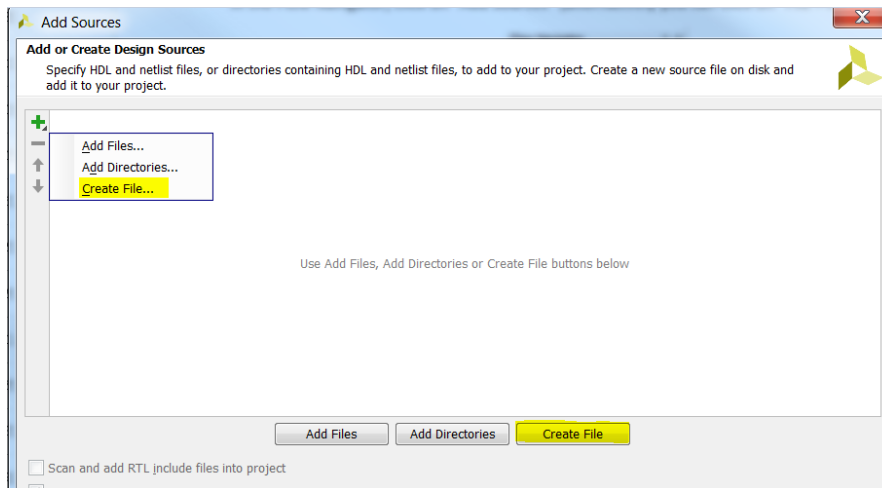 Add Sources
Add or Create Design Sources
Specify HDL and netlist files, or directories containing HDL and netlist files, to add to your project. Create a new source file on disk and
add it to your project.
Add Files...
Add Directories...
Create File...
Use Add Files, Add Directories or Create File buttons below
Add Files Add Directories Create File
Scan and add RTL include files into project